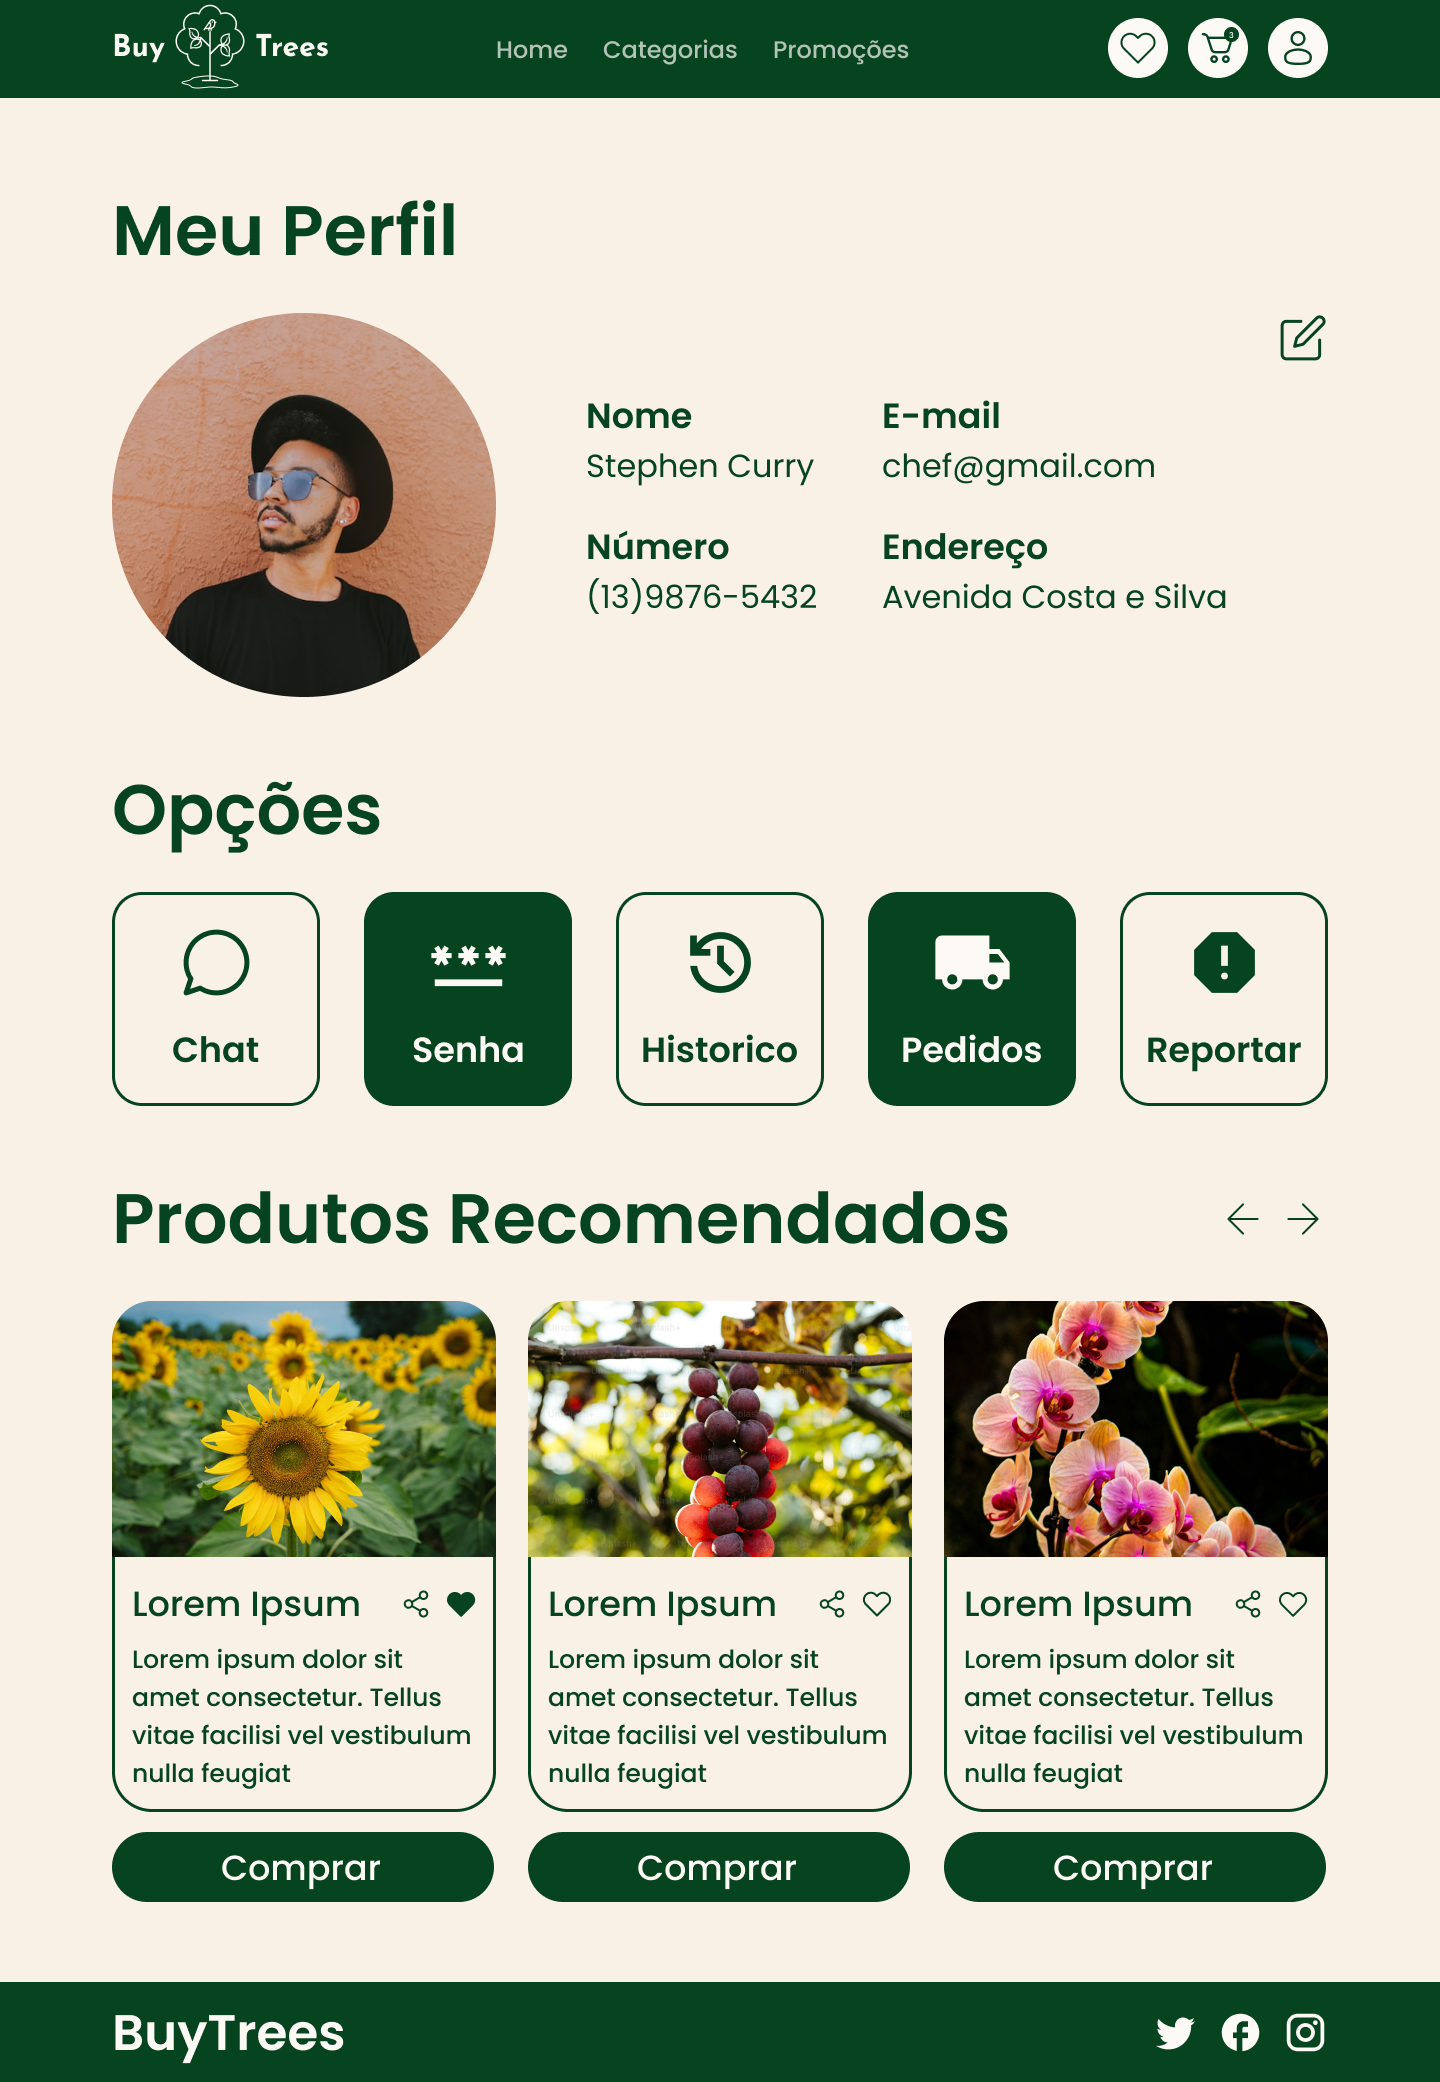 Buy Trees
Home Categorias Promoções
3
Meu Perfil
Nome
Stephen Curry
E-mail
chef@gmail.com
Número
(13)9876-5432
Endereço
Avenida Costa e Silva
Opções
Chat
Senha
Historico
Pedidos
Reportar
Produtos Recomendados
Lorem Ipsum
Lorem ipsum dolor sit
amet consectetur. Tellus
vitae facilisi vel vestibulum
nulla feugiat
Comprar
Lorem Ipsum
Lorem ipsum dolor sit
amet consectetur. Tellus
vitae facilisi vel vestibulum
nulla feugiat
Comprar
Lorem Ipsum
Lorem ipsum dolor sit
amet consectetur. Tellus
vitae facilisi vel vestibulum
nulla feugiat
Comprar
BuyTrees